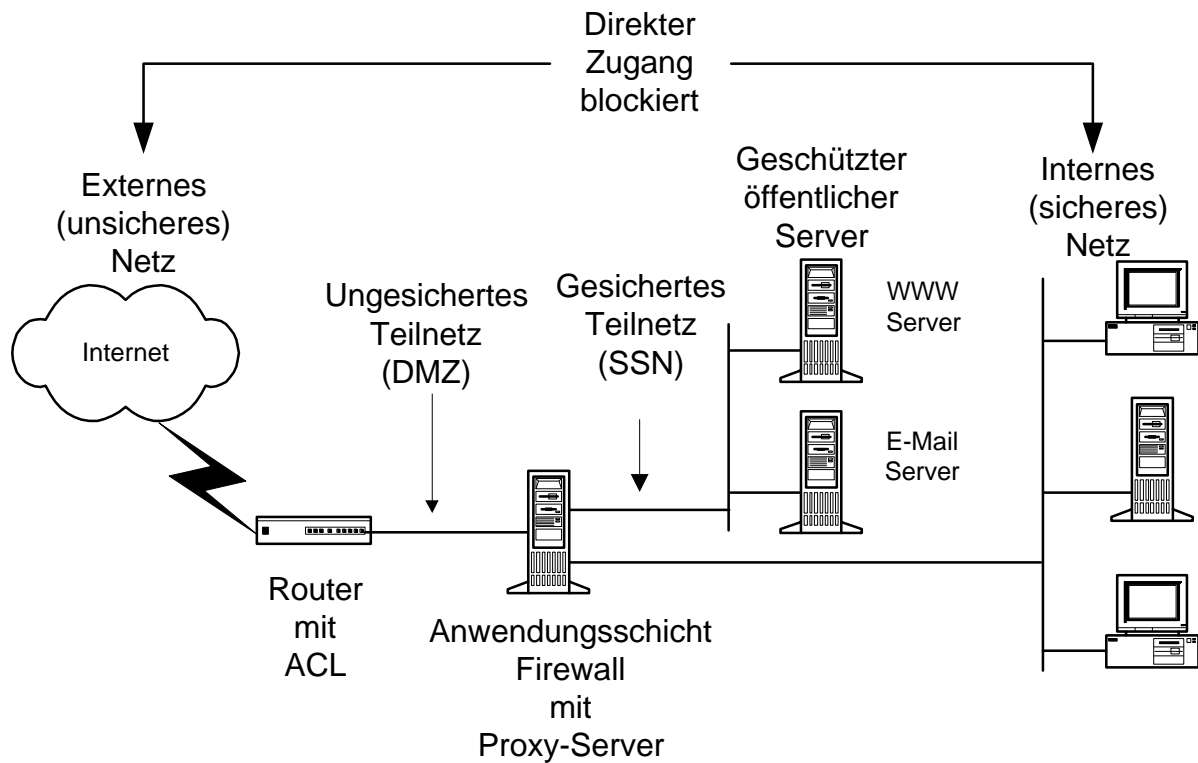 Direkter
Zugang
blockiert
Externes
(unsicheres)
Netz
Internet
Ungesichertes
Teilnetz
(DMZ)
Gesichertes
Teilnetz
(SSN)
Geschützter
öffentlicher
Server
WWW
Server
E-Mail
Server
Internes
(sicheres)
Netz
Router
mit
ACL
Anwendungsschicht
Firewall
mit
Proxy-Server